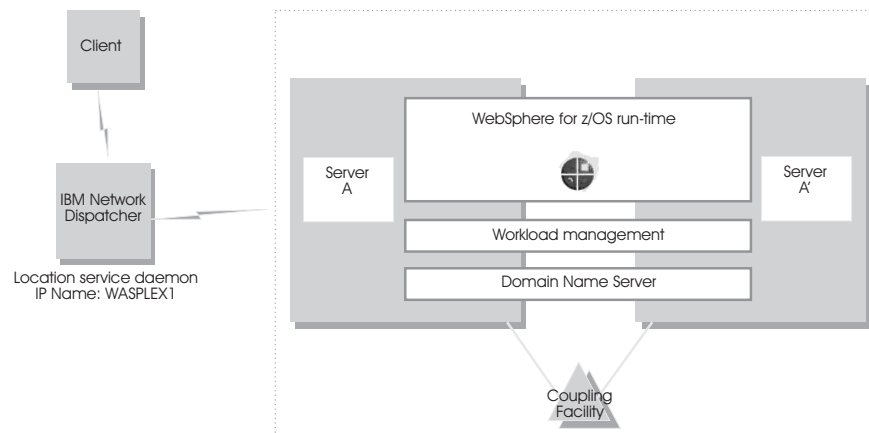 Client
IBM Network
Dispatcher
Location service daemon
IP Name: WASPLEX1
WebSphere for z/OS run-time
Server
A
Server
A'
Workload management
Domain Name Server
Coupling
Facility